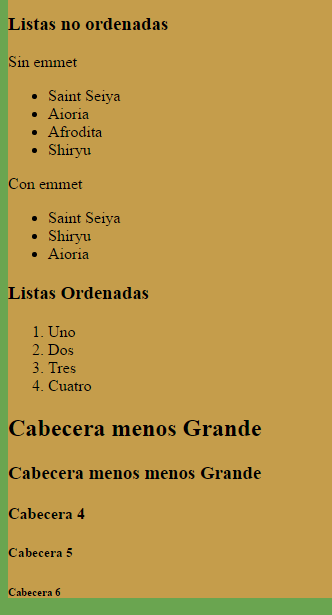 Listas no ordenadas
Sin emmet
Saint Seiya
Aioria
Afrodita
Shiryu
Con emmet
Saint Seiya
Shiryu
Aioria
Listas Ordenadas
1. Uno
2. Dos
3. Tres
4. Cuatro
Cabecera menos Grande
Cabecera menos menos Grande
Cabecera 4
Cabecera 5
Cabecera 6